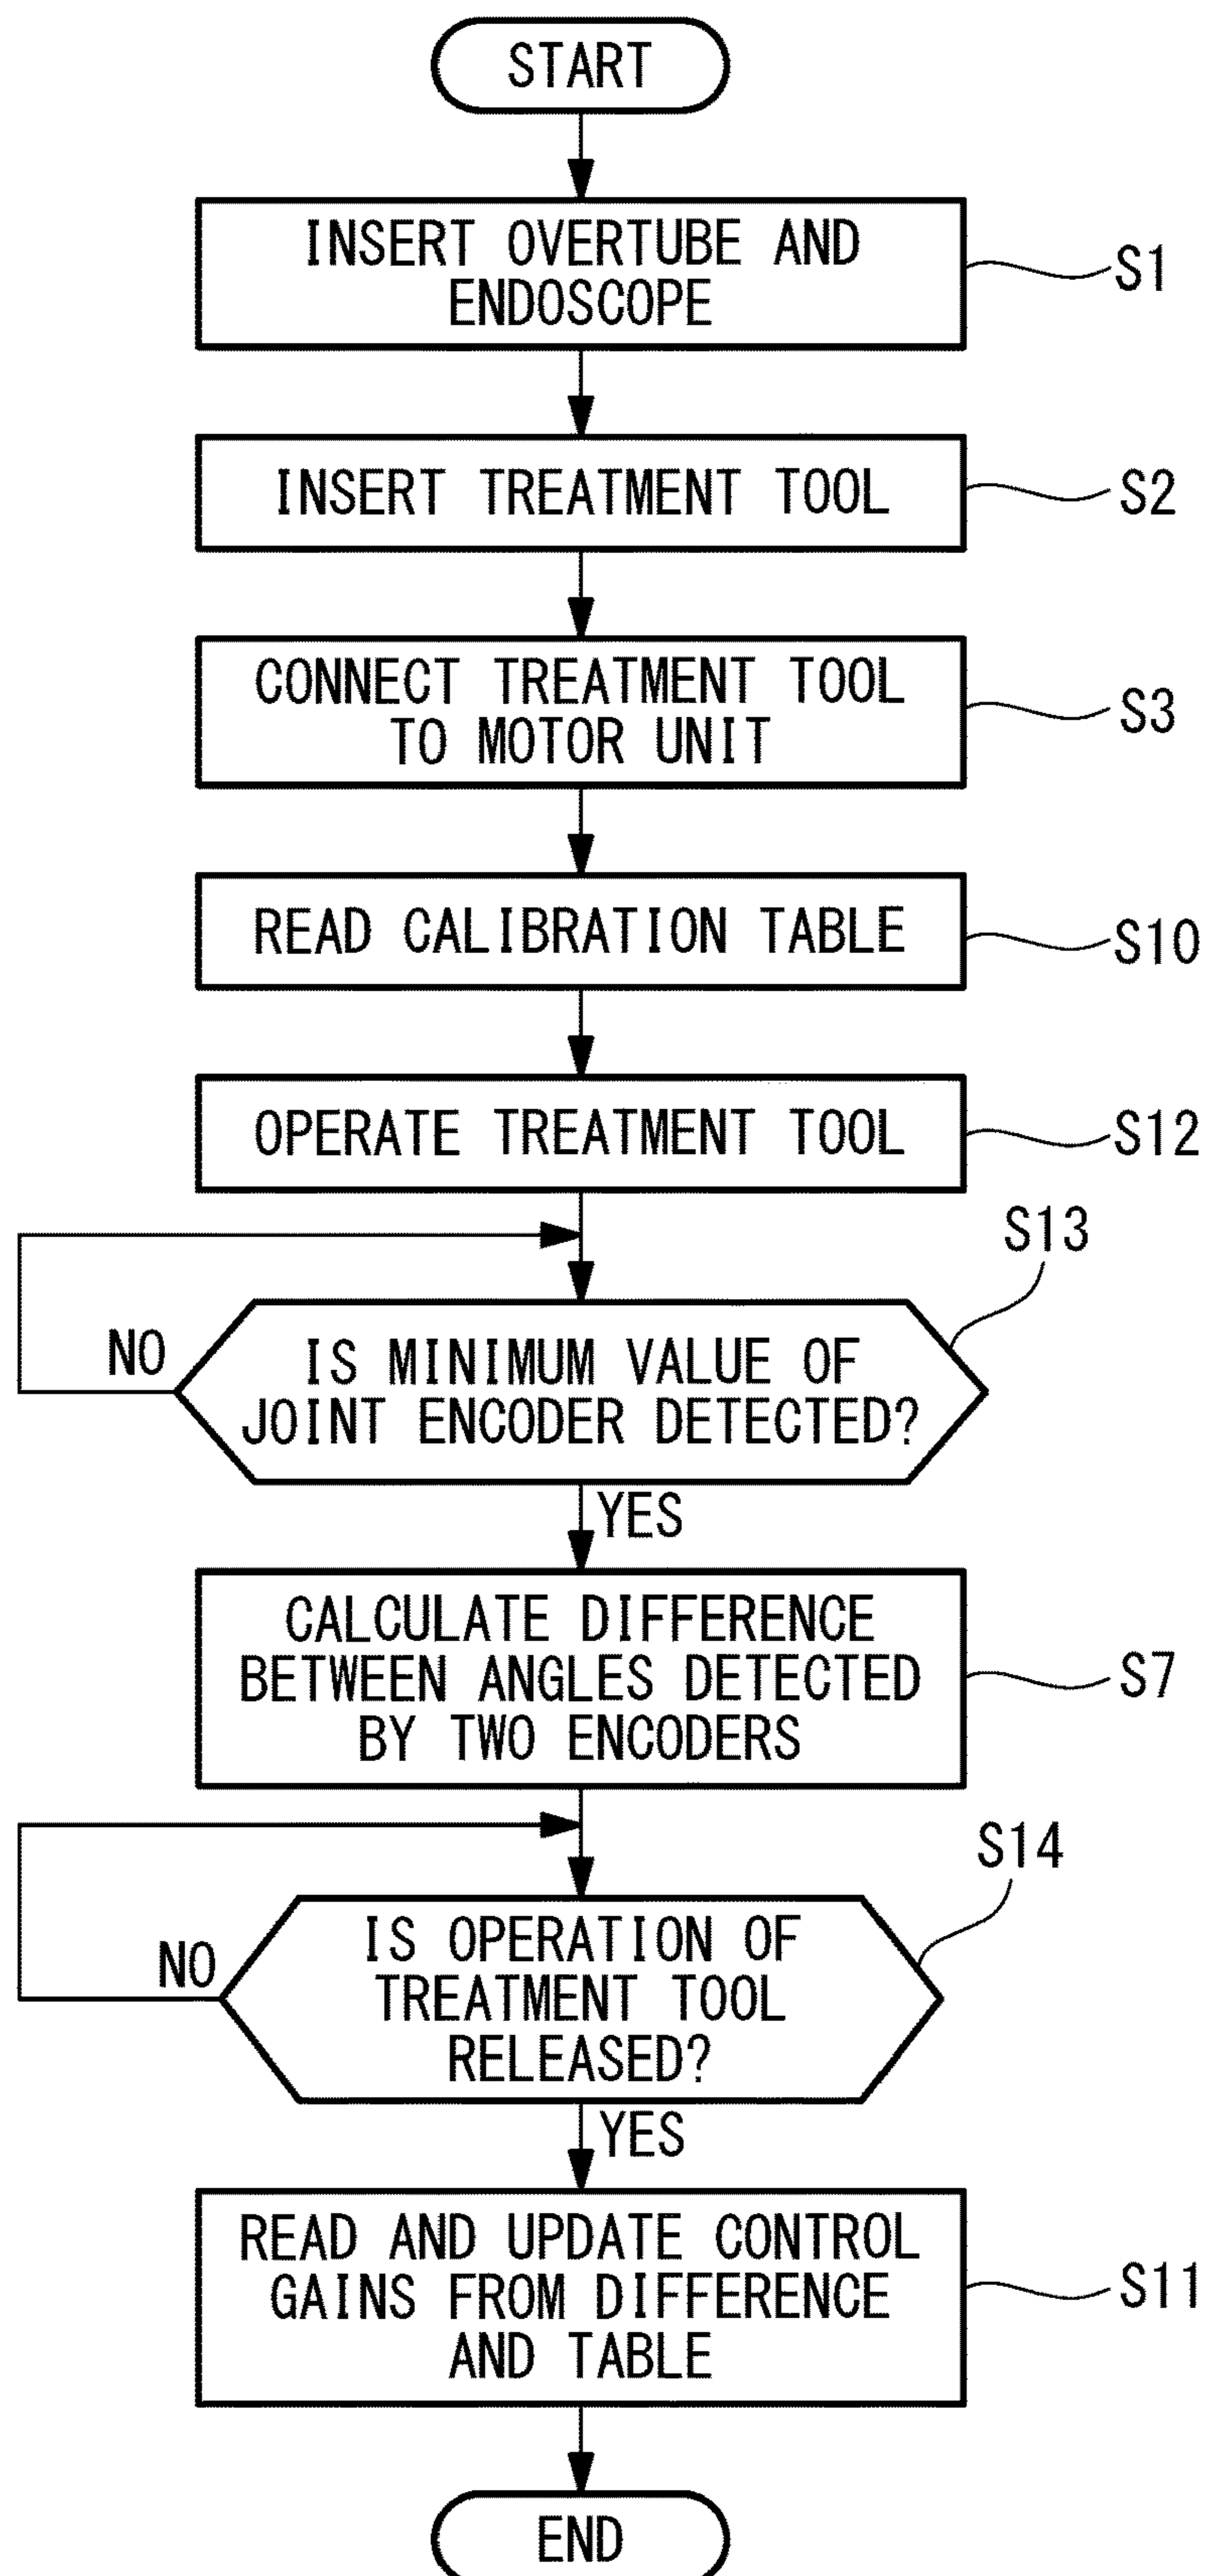 START
INSERT OVERTUBE AND
ENDOSCOPE
S1
INSERT TREATMENT TOOL
S2
CONNECT TREATMENT TOOL
TO MOTOR UNIT
S3
READ CALIBRATION TABLE
S10
OPERATE TREATMENT TOOL
S12
S13
NO
IS MINIMUM VALUE OF
JOINT ENCODER DETECTED?
YES
CALCULATE DIFFERENCE
BETWEEN ANGLES DETECTED
BY TWO ENCODERS
S7
S14
NO
IS OPERATION OF
TREATMENT TOOL
RELEASED?
YES
READ AND UPDATE CONTROL
GAINS FROM DIFFERENCE
AND TABLE
S11
END